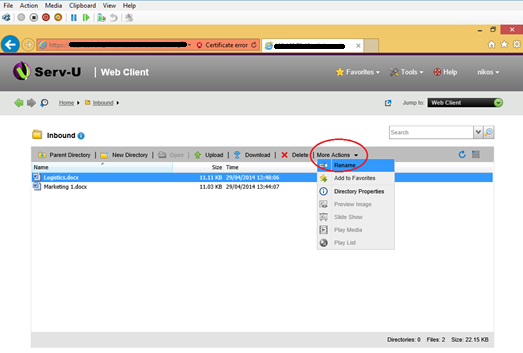 File Action Media Clipboard View Help
https:
Certificate error
Serv-U | Web Client
Favorites Tools Help nikos
Home Inbound
Jump to: Web Client
Inbound
Search
Parent Directory | New Directory | Open | Upload | Download | Delete | More Actions
Name Size Time
Logistics.docx 11.11 KB 29/04/2014 13:48:06
Marketing 1.docx 11.03 KB 29/04/2014 13:44:07
Rename
Add to Favorites
Directory Properties
Preview Image
Slide Show
Play Media
Play List
Directories: 0 Files: 2 Size: 22.15 KB